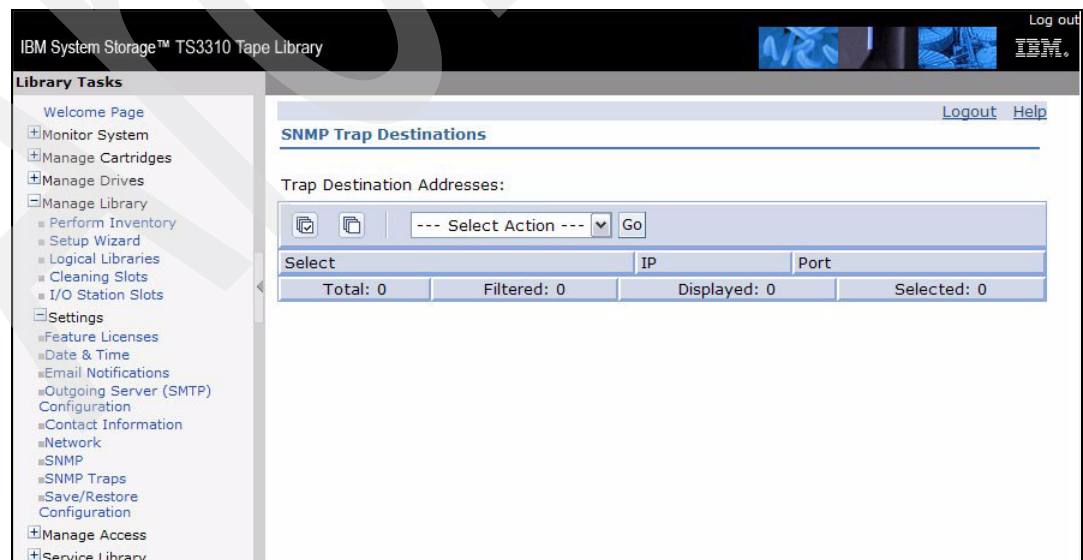 Log out
IBM System Storage™ TS3310 Tape Library
IBM.
Library Tasks
Welcome Page
Monitor System
Manage Cartridges
Manage Drives
Manage Library
Perform Inventory
Setup Wizard
Logical Libraries
Cleaning Slots
I/O Station Slots
Settings
Feature Licenses
Date & Time
Email Notifications
Outgoing Server (SMTP)
Configuration
Contact Information
Network
SNMP
SNMP Traps
Save/Restore
Configuration
Manage Access
Service Library
Logout Help
SNMP Trap Destinations
Trap Destination Addresses:
--- Select Action --- Go
Select IP Port
Total: 0 Filtered: 0 Displayed: 0 Selected: 0